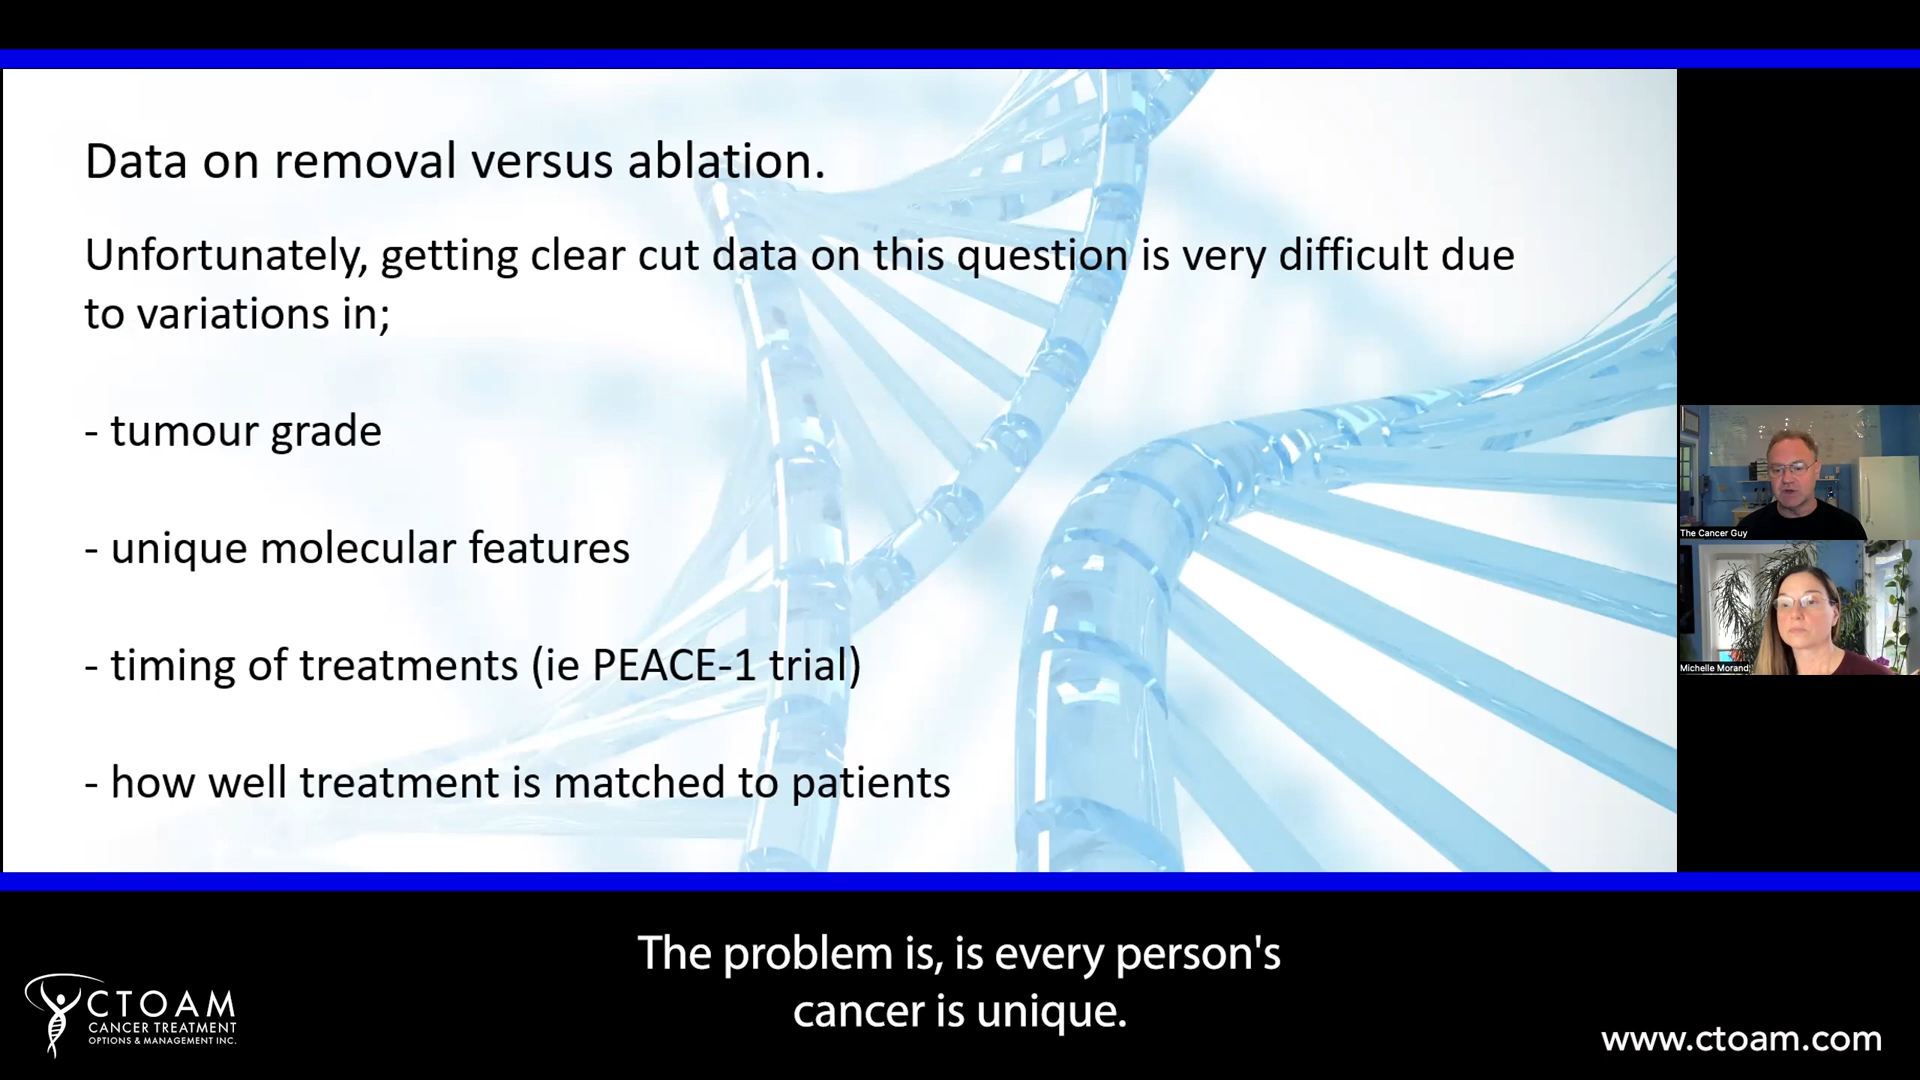 Data on removal versus ablation.
Unfortunately, getting clear cut data on this question is very difficult due
to variations in;
- tumour grade
- unique molecular features
- timing of treatments (ie PEACE-1 trial)
- how well treatment is matched to patients
The Cancer Guy
Michelle Morand
The problem is, is every person's
cancer is unique.
CTOAM
CANCER TREATMENT
OPTIONS & MANAGEMENT INC.
www.ctoam.com